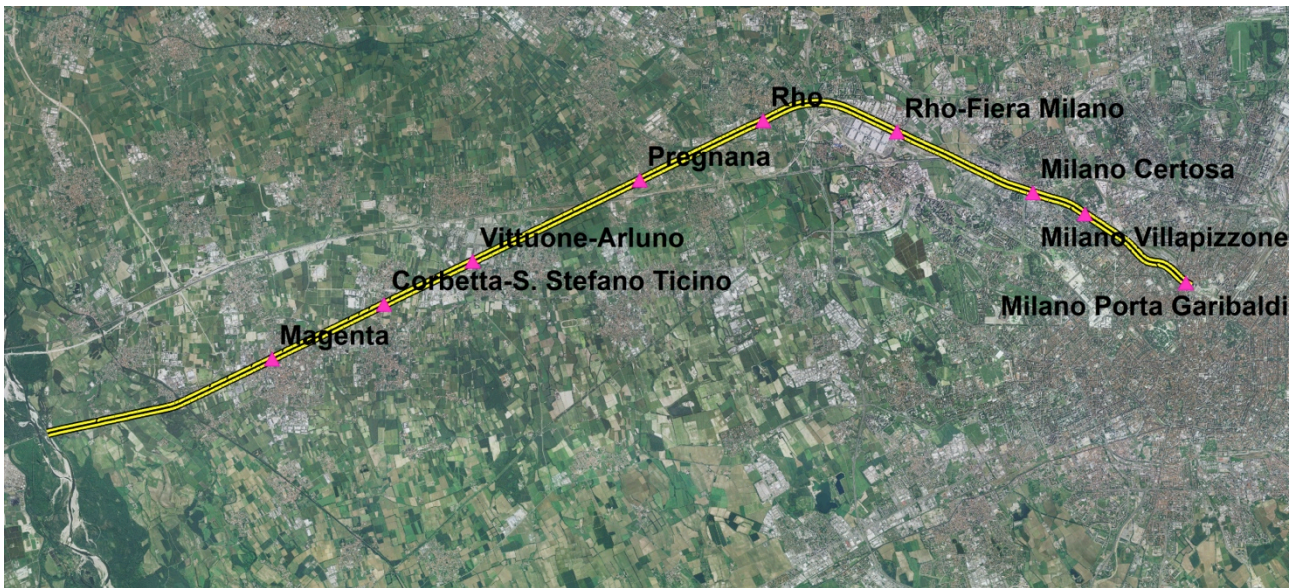 Rho
Rho-Fiera Milano
Pregnana
Milano Certosa
Vittuone-Arluno
Milano Villapizzone
Corbetta-S. Stefano Ticino
Milano Porta Garibaldi
Magenta